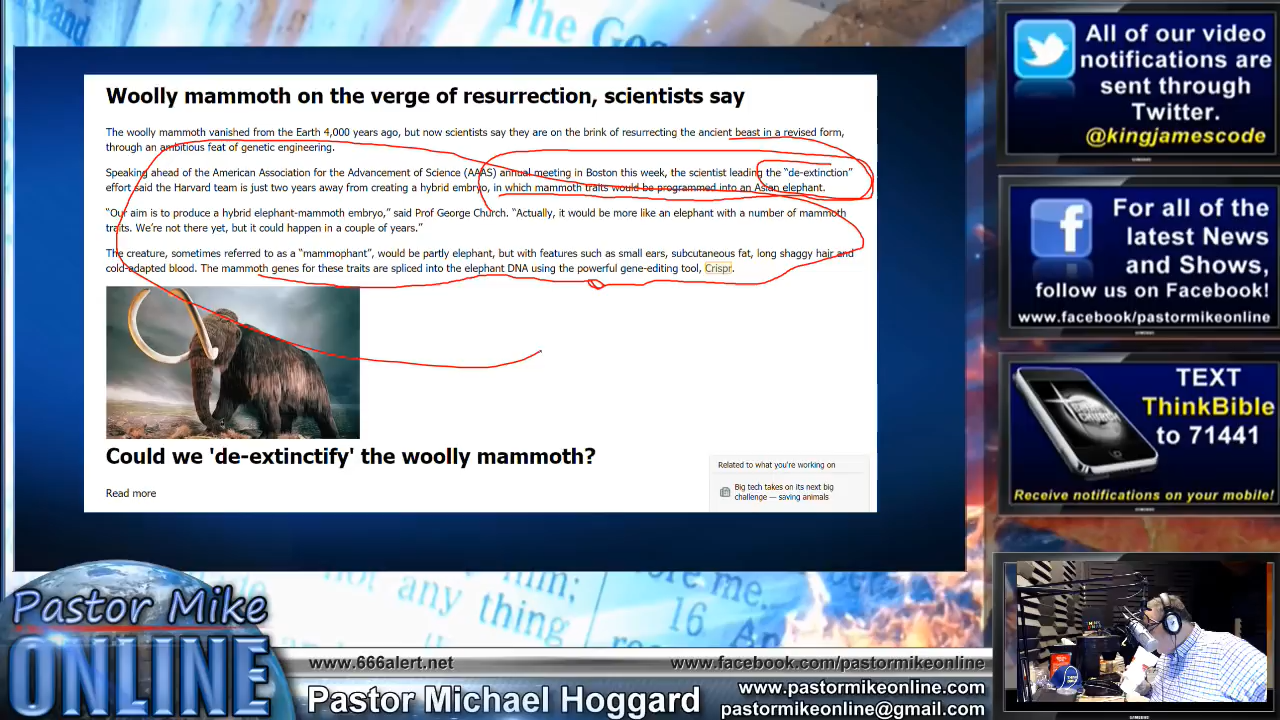 The Gos
Woolly mammoth on the verge of resurrection, scientists say
The woolly mammoth vanished from the Earth 4,000 years ago, but now scientists say they are on the brink of resurrecting the ancient beast in a revised form,
through an ambitious feat of genetic engineering.
Speaking ahead of the American Association for the Advancement of Science (AAAS) annual meeting in Boston this week, the scientist leading the “de-extinction”
effort said the Harvard team is just two years away from creating a hybrid embryo, in which mammoth traits would be programmed into an Asian elephant.
“Our aim is to produce a hybrid elephant-mammoth embryo,” said Prof George Church. “Actually, it would be more like an elephant with a number of mammoth
traits. We’re not there yet, but it could happen in a couple of years.”
The creature, sometimes referred to as a “mammophant”, would be partly elephant, but with features such as small ears, subcutaneous fat, long shaggy hair and
cold-adapted blood. The mammoth genes for these traits are spliced into the elephant DNA using the powerful gene-editing tool, Crispr.
Could we 'de-extinctify' the woolly mammoth?
Read more
Related to what you're working on
Big tech takes on its next big
challenge — saving animals
All of our video
notifications are
sent through
Twitter.
@kingjamescode
For all of the
latest News
and Shows,
follow us on Facebook!
www.facebook/pastormikeonline
TEXT
ThinkBible
to 71441
Receive notifications on your mobile!
not any thing
him;
fore me.
16
Pastor Mike
ONLINE
www.666alert.net
www.facebook.com/pastormikeonline
Pastor Michael Hoggard
www.pastormikeonline.com
pastormikeonline@gmail.com